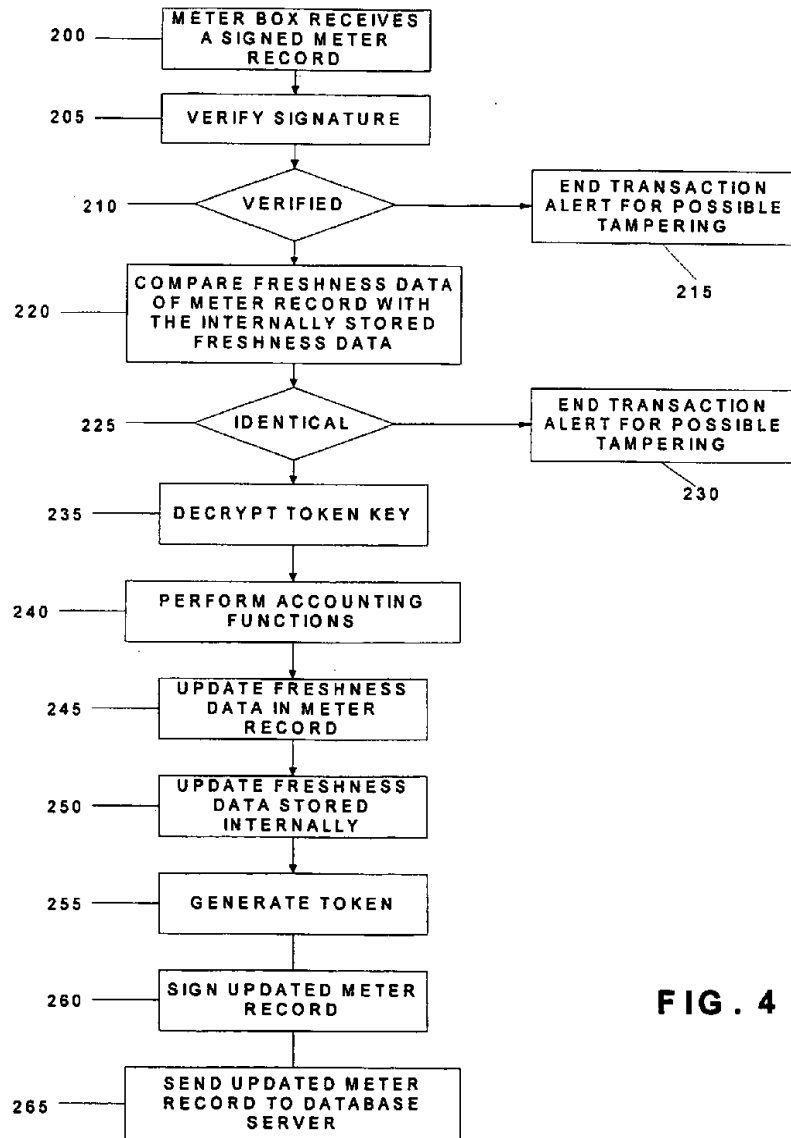 METER BOX RECEIVES
200
A SIGNED METER
RECORD
205
VERIFY SIGNATURE
210
VERIFIED
END TRANSACTION
ALERT FOR POSSIBLE
TAMPERING
215
COMPARE FRESHNESS DATA
OF METER RECORD WITH
220
THE INTERNALLY STORED
FRESHNESS DATA
225
IDENTICAL
END TRANSACTION
ALERT FOR POSSIBLE
TAMPERING
230
235
DECRYPT TOKEN KEY
240
PERFORM ACCOUNTING
FUNCTIONS
245
UPDATE FRESHNESS
DATA IN METER
RECORD
250
UPDATE FRESHNESS
DATA STORED
INTERNALLY
255
GENERATE TOKEN
260
SIGN UPDATED METER
RECORD
FIG. 4
265
SEND UPDATED METER
RECORD TO DATABASE
SERVER